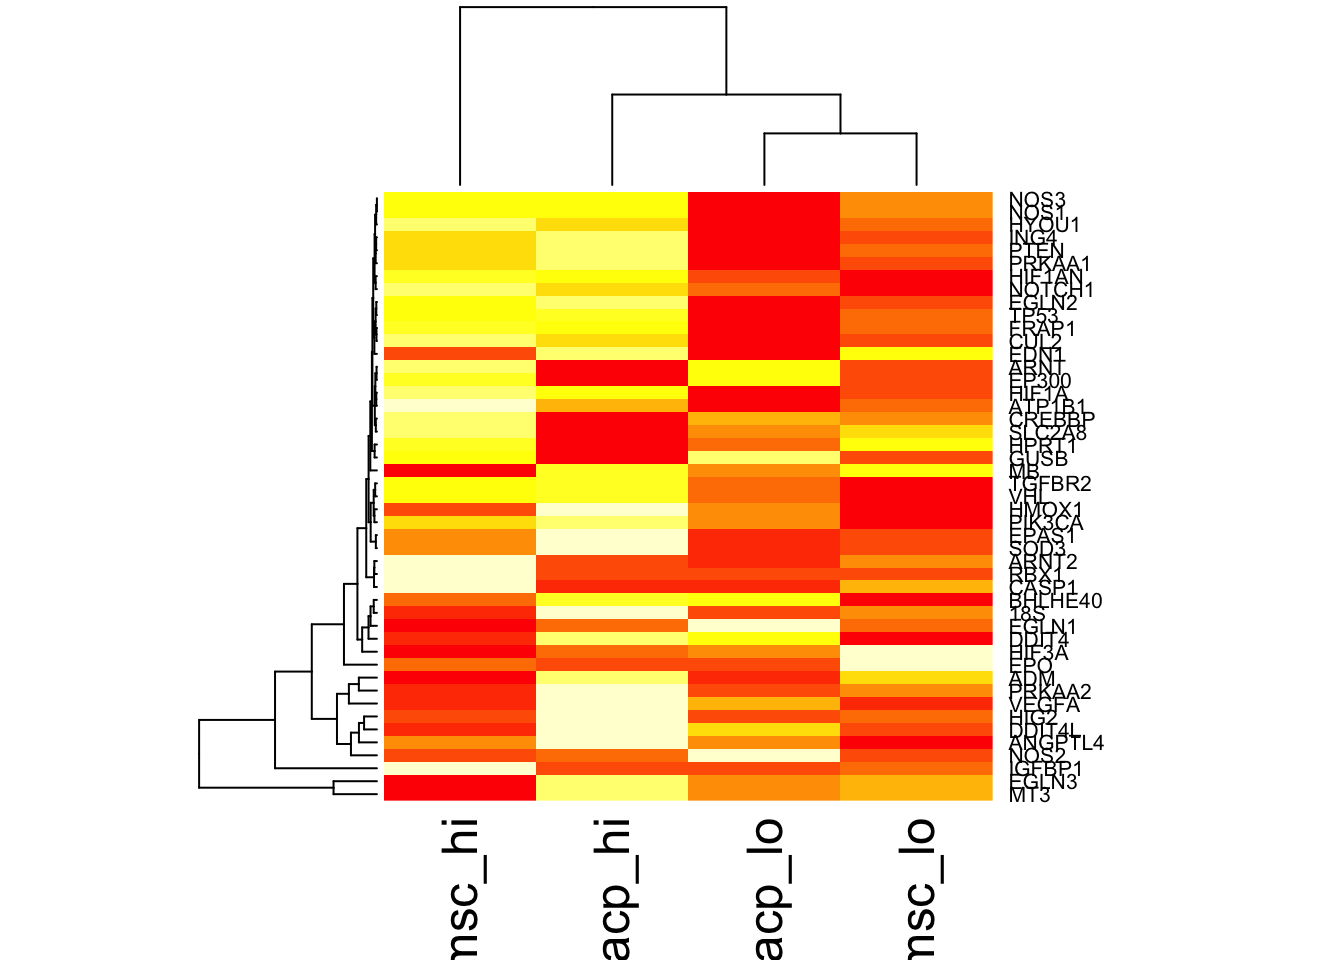 NOS3
NOS1
HYOU1
ING4
PTEN
PRKAA1
HIF1AN
NOTCH1
EGLN2
TP53
FRAP1
CUL2
EDN1
ARNT
EP300
HIF1A
ATP1B1
CREBBP
SLC2A8
HPRT1
GUSB
MB
TGFBR2
VHL
HMOX1
PIK3CA
EPAS1
SOD3
ARNT2
RBX1
CASP1
BHLHE40
18S
EGLN1
DDIT4
HIF3A
EPO
ADM
PRKAA2
VEGFA
HIG2
DDIT4L
ANGPTL4
NOS2
IGFBP1
EGLN3
MT3
msc_hi
acp_hi
acp_lo
msc_lo